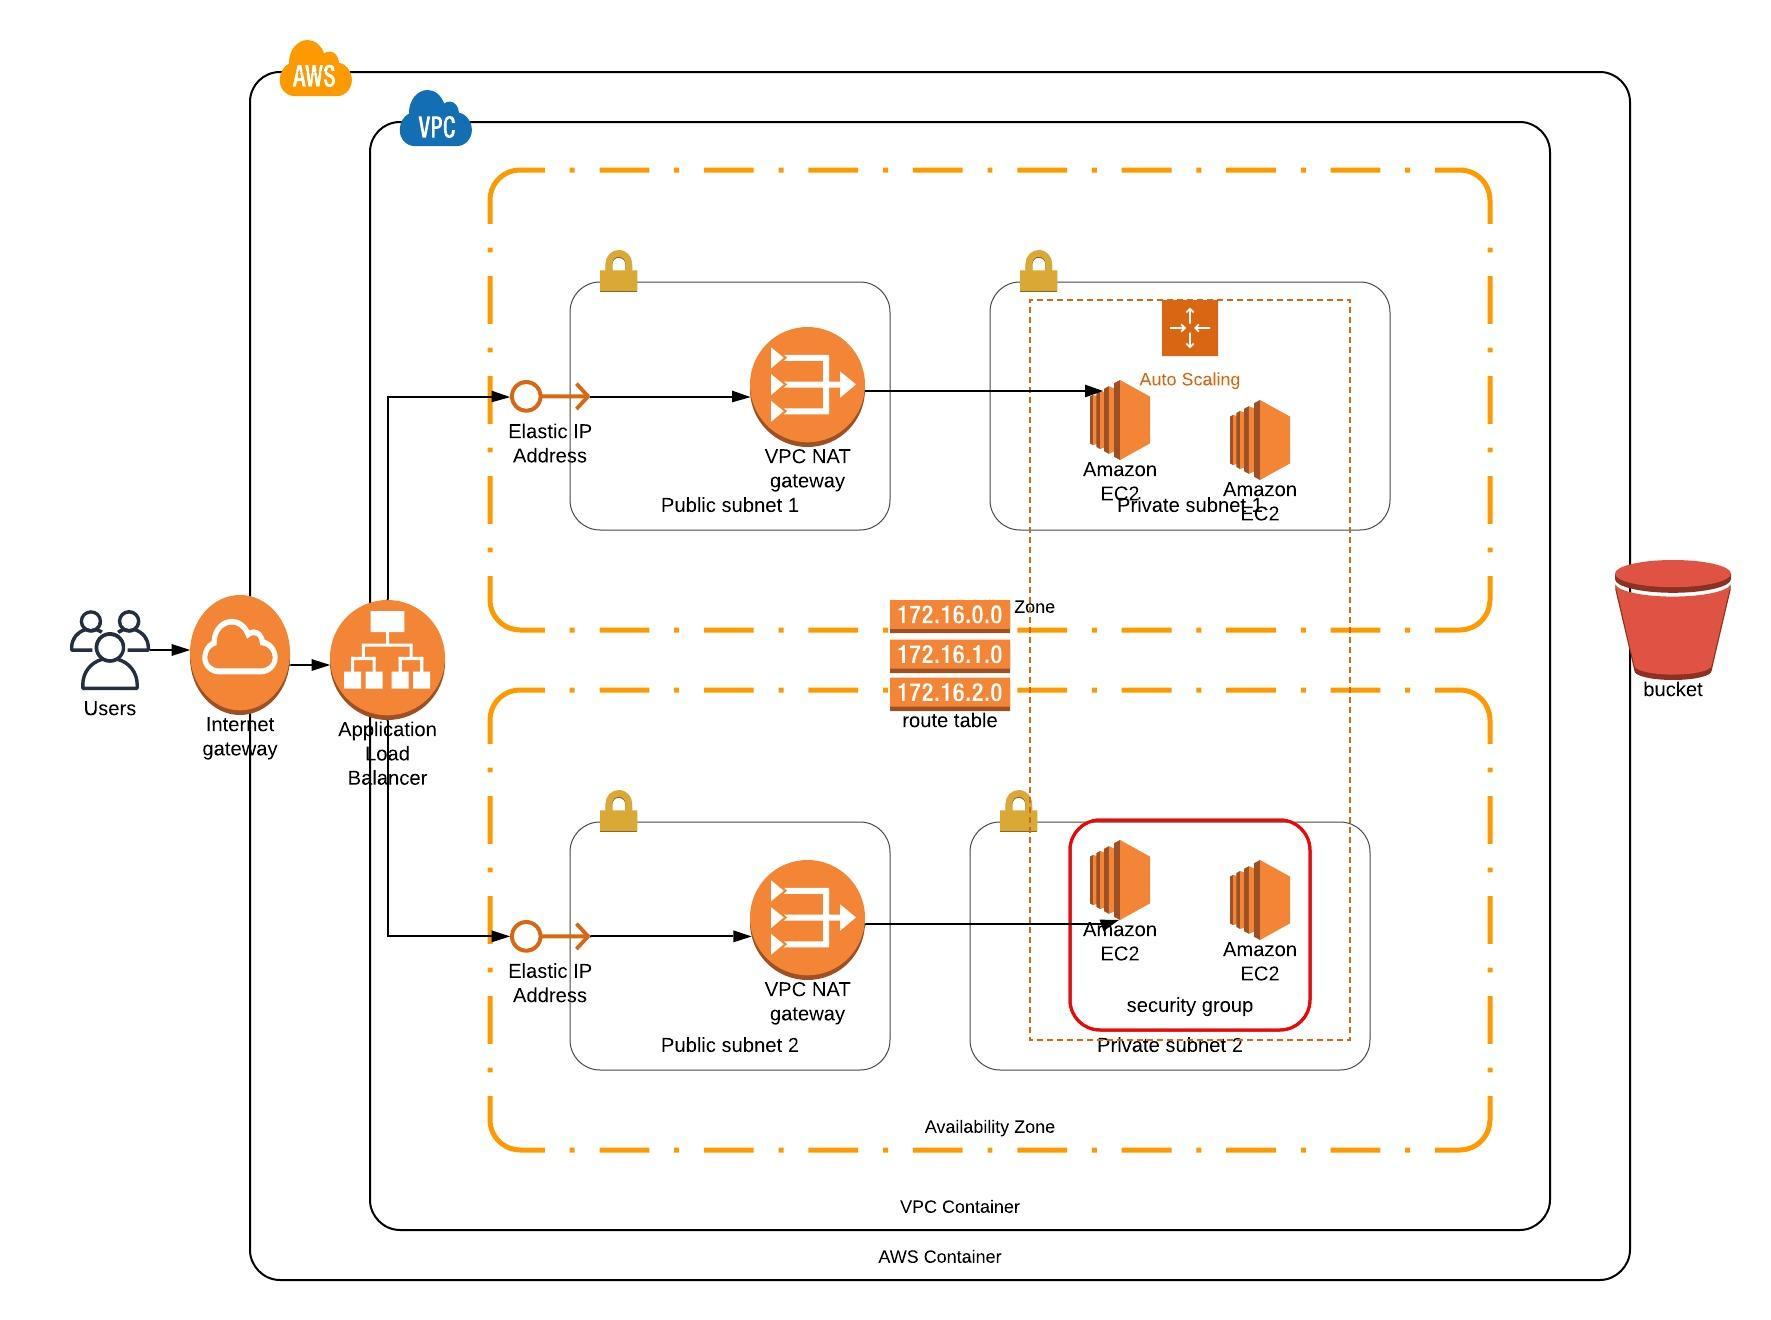 AWS
VPC
Auto Scaling
Elastic IP
Address
VPC NAT
gateway
Public subnet 1
Amazon
EC2
Amazon
EC2
Private subnet 1
172.16.0.0
Zone
172.16.1.0
172.16.2.0
route table
Users
Internet
gateway
Application
Load
Balancer
bucket
Elastic IP
Address
VPC NAT
gateway
Public subnet 2
Amazon
EC2
Amazon
EC2
security group
Private subnet 2
Availability Zone
VPC Container
AWS Container